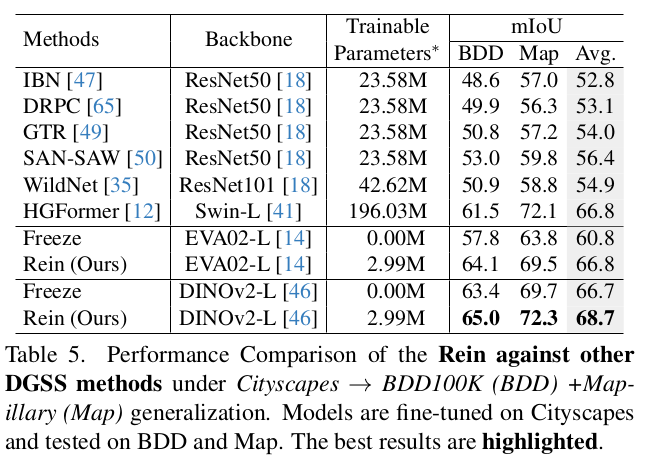 Methods Backbone Trainable Parameters* mIoU
BDD Map Avg.
IBN [47] ResNet50 [18] 23.58M 48.6 57.0 52.8
DRPC [65] ResNet50 [18] 23.58M 49.9 56.3 53.1
GTR [49] ResNet50 [18] 23.58M 50.8 57.2 54.0
SAN-SAW [50] ResNet50 [18] 23.58M 53.0 59.8 56.4
WildNet [35] ResNet101 [18] 42.62M 50.9 58.8 54.9
HGFormer [12] Swin-L [41] 196.03M 61.5 72.1 66.8
Freeze EVA02-L [14] 0.00M 57.8 63.8 60.8
Rein (Ours) EVA02-L [14] 2.99M 64.1 69.5 66.8
Freeze DINOv2-L [46] 0.00M 63.4 69.7 66.7
Rein (Ours) DINOv2-L [46] 2.99M 65.0 72.3 68.7
Table 5. Performance Comparison of the Rein against other
DGSS methods under Cityscapes → BDD100K (BDD) +Map-
illary (Map) generalization. Models are fine-tuned on Cityscapes
and tested on BDD and Map. The best results are highlighted.